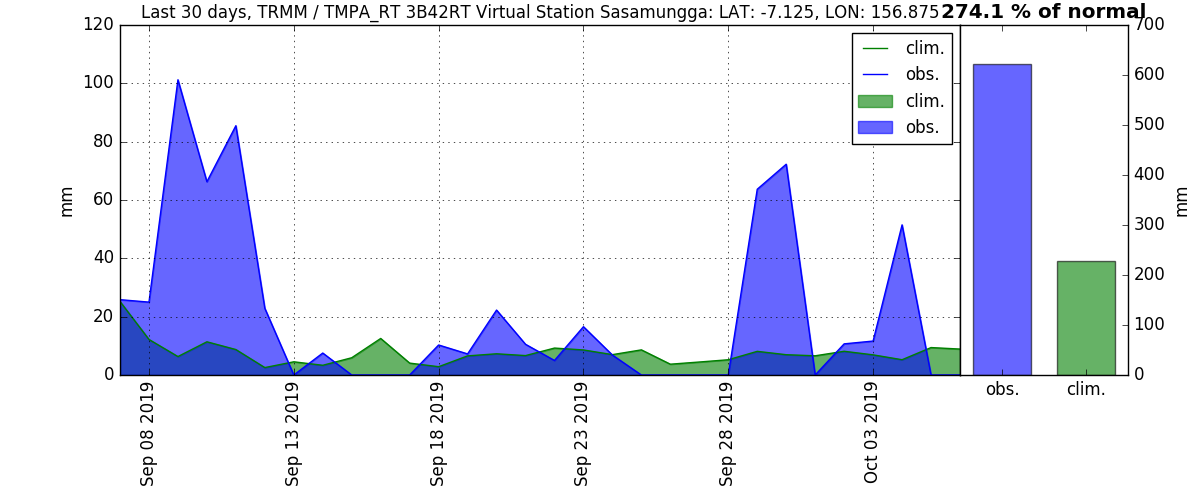 Last 30 days, TRMM / TMPA_RT 3B42RT Virtual Station Sasamungga: LAT: -7.125, LON: 156.875
274.1 % of normal
120
100
80
60
40
20
0
mm
clim.
obs.
clim.
obs.
Sep 08 2019
Sep 13 2019
Sep 18 2019
Sep 23 2019
Sep 28 2019
Oct 03 2019
700
600
500
400
300
200
100
0
mm
obs.
clim.